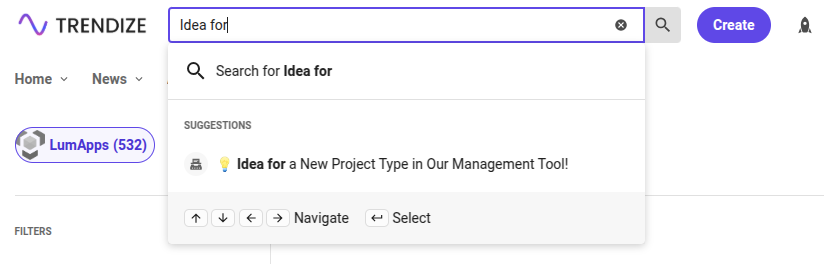 TRENDIZE
Idea for
Create
Search for Idea for
Home
News
SUGGESTIONS
LumApps (532)
💡 Idea for a New Project Type in Our Management Tool!
↑ ↓ ← → Navigate ↵ Select
FILTERS